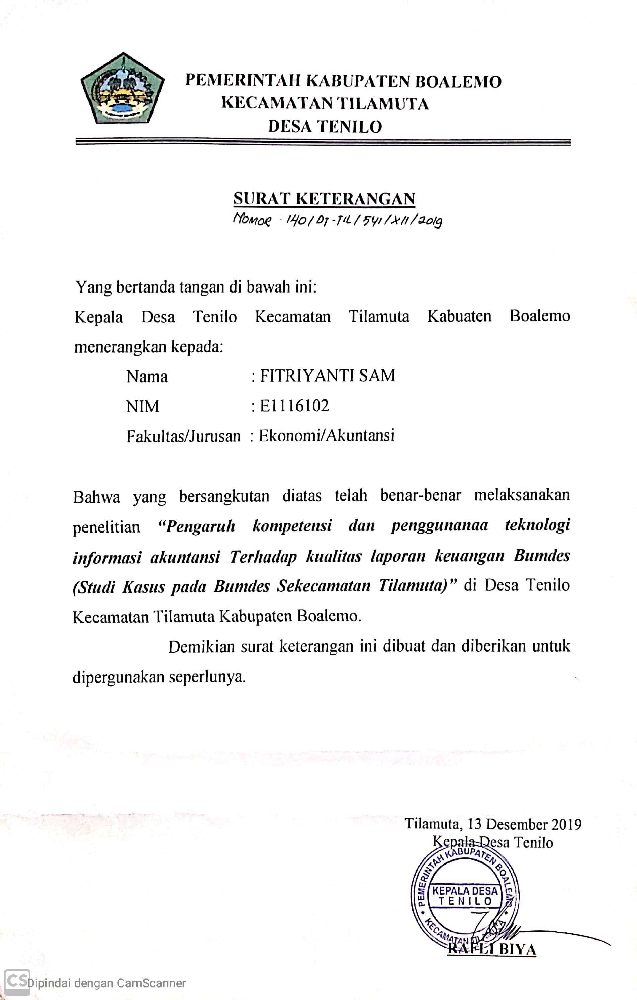 PEMERINTAH KABUPATEN BOALEMO
KECAMATAN TILAMUTA
DESA TENILO
SURAT KETERANGAN
NOMOR : 140/DT-TIL/541/XII/2019
Yang bertanda tangan di bawah ini:
Kepala Desa Tenilo Kecamatan Tilamuta Kabuaten Boalemo
menerangkan kepada:
Nama : FITRIYANTI SAM
NIM : E1116102
Fakultas/Jurusan : Ekonomi/Akuntansi
Bahwa yang bersangkutan diatas telah benar-benar melaksanakan
penelitian “Pengaruh kompetensi dan penggunanaa teknologi
informasi akuntansi Terhadap kualitas laporan keuangan Bumdes
(Studi Kasus pada Bumdes Sekecamatan Tilamuta)” di Desa Tenilo
Kecamatan Tilamuta Kabupaten Boalemo.
Demikian surat keterangan ini dibuat dan diberikan untuk
dipergunakan seperlunya.
Tilamuta, 13 Desember 2019
Kepala Desa Tenilo
PEMERINTAH KABUPATEN BOALEMO
KEPALA DESA
TENILO
KECAMATAN TILAMUTA
RAFLI BIYA
CS Dipindai dengan CamScanner